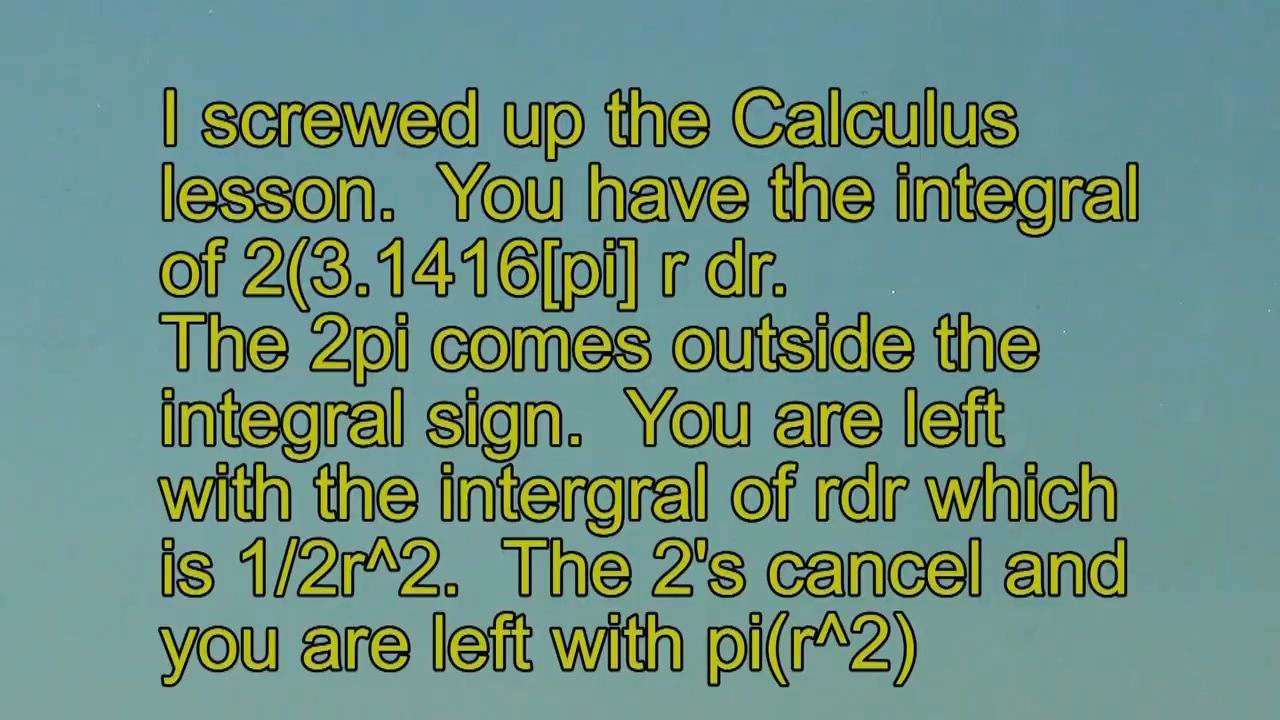 I screwed up the Calculus
lesson.  You have the integral
of 2(3.1416[pi] r dr.
The 2pi comes outside the
integral sign.  You are left
with the intergral of rdr which
is 1/2r^2.  The 2's cancel and
you are left with pi(r^2)